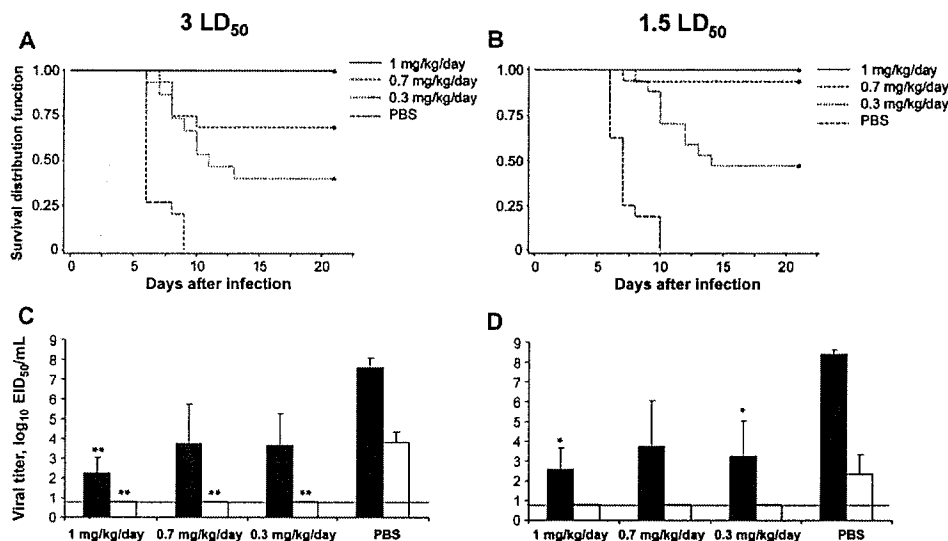 3 LD50
1.5 LD50
A
1 mg/kg/day
0.7 mg/kg/day
0.3 mg/kg/day
PBS
Survival distribution function
1.00
0.75
0.50
0.25
0
0 5 10 15 20
Days after infection
B
1 mg/kg/day
0.7 mg/kg/day
0.3 mg/kg/day
PBS
1.00
0.75
0.50
0.25
0
0 5 10 15 20
Days after infection
C
Viral titer, log10 EID50/mL
9
8
7
6
5
4
3
2
1
0
**
**
**
**
1 mg/kg/day 0.7 mg/kg/day 0.3 mg/kg/day PBS
D
9
8
7
6
5
4
3
2
1
0
*
*
1 mg/kg/day 0.7 mg/kg/day 0.3 mg/kg/day PBS